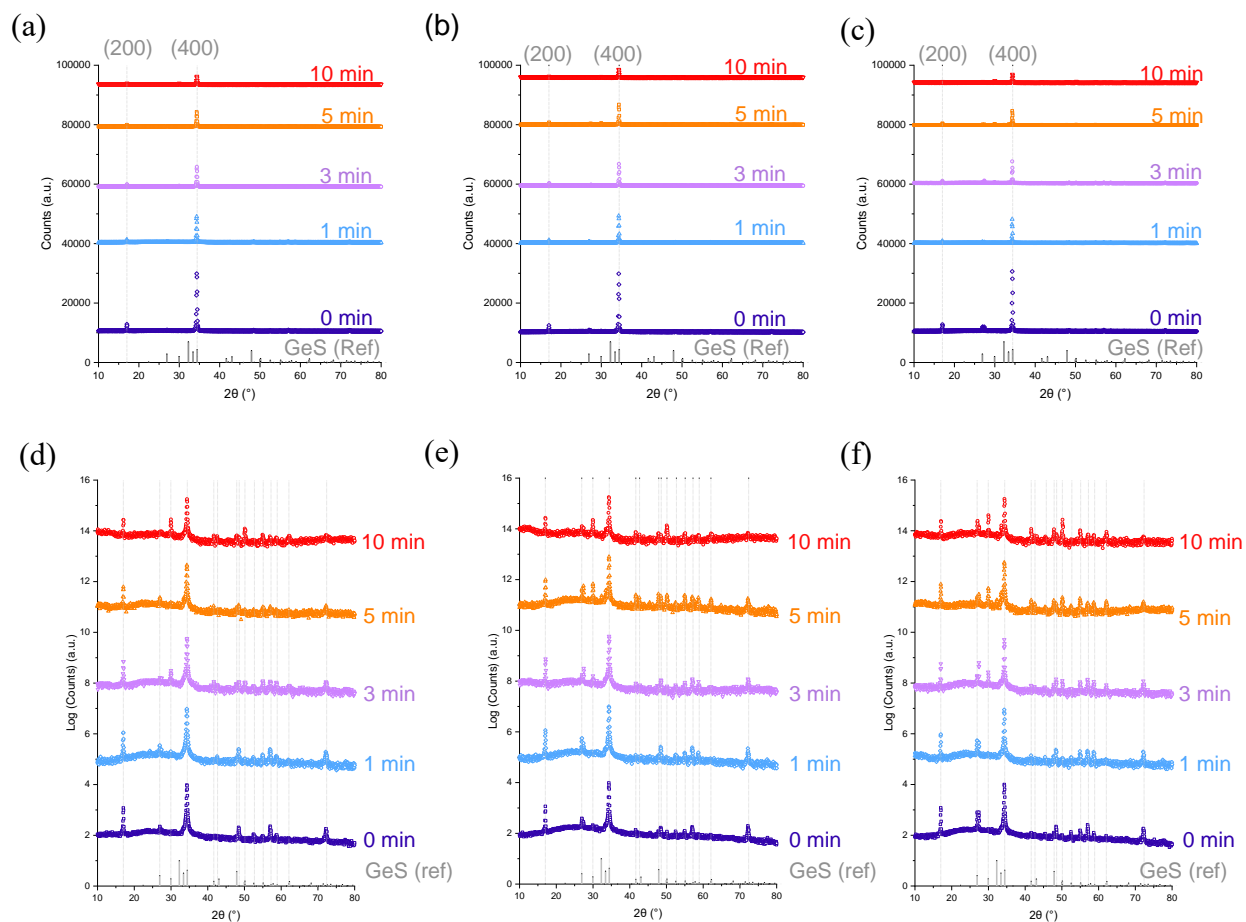 (a)
(200)
(400)
100000
80000
60000
40000
20000
0
Counts (a.u.)
10 min
5 min
3 min
1 min
0 min
GeS (Ref)
10 20 30 40 50 60 70 80
2θ (°)
(b)
(200)
(400)
100000
80000
60000
40000
20000
0
Counts (a.u.)
10 min
5 min
3 min
1 min
0 min
GeS (Ref)
10 20 30 40 50 60 70 80
2θ (°)
(c)
(200)
(400)
100000
80000
60000
40000
20000
0
Counts (a.u.)
10 min
5 min
3 min
1 min
0 min
GeS (Ref)
10 20 30 40 50 60 70 80
2θ (°)
(d)
16
14
12
10
8
6
4
2
0
Log (Counts) (a.u.)
10 min
5 min
3 min
1 min
0 min
GeS (ref)
10 20 30 40 50 60 70 80
2θ (°)
(e)
16
14
12
10
8
6
4
2
0
Log (Counts) (a.u.)
10 min
5 min
3 min
1 min
0 min
GeS (ref)
10 20 30 40 50 60 70 80
2θ (°)
(f)
16
14
12
10
8
6
4
2
0
Log (Counts) (a.u.)
10 min
5 min
3 min
1 min
0 min
GeS (ref)
10 20 30 40 50 60 70 80
2θ (°)